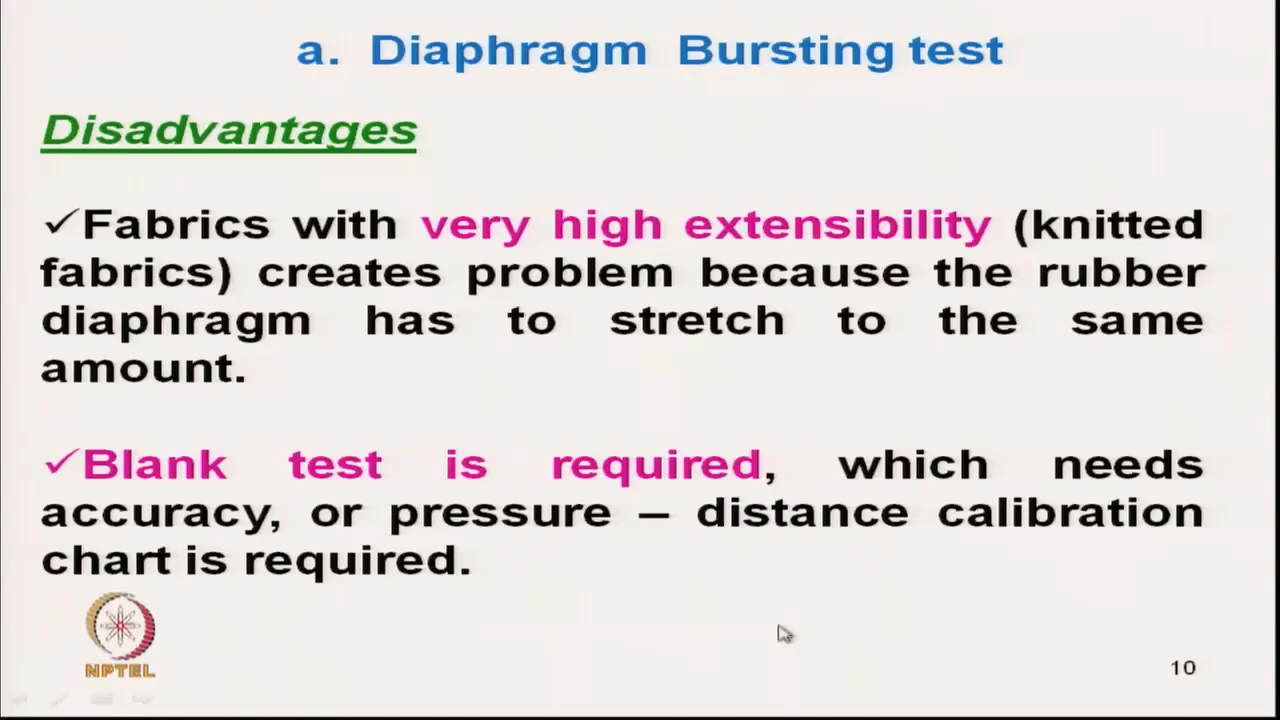 a. Diaphragm Bursting test
Disadvantages
✓Fabrics with very high extensibility (knitted
fabrics) creates problem because the rubber
diaphragm has to stretch to the same
amount.
✓Blank test is required, which needs
accuracy, or pressure – distance calibration
chart is required.
NPTEL
10